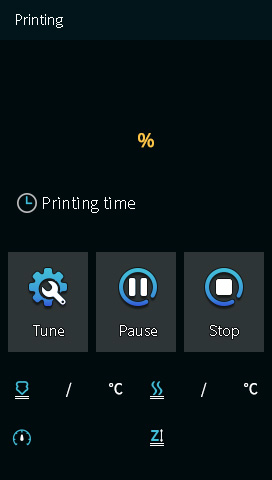 Printing
%
Printing time
Tune Pause Stop
/ °C / °C
Z